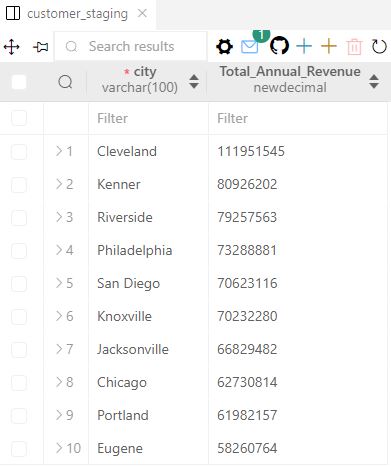 customer_staging
Search results
1
* city
varchar(100)
Total_Annual_Revenue
newdecimal
Filter
Filter
1 Cleveland 111951545
2 Kenner 80926202
3 Riverside 79257563
4 Philadelphia 73288881
5 San Diego 70623116
6 Knoxville 70232280
7 Jacksonville 66829482
8 Chicago 62730814
9 Portland 61982157
10 Eugene 58260764